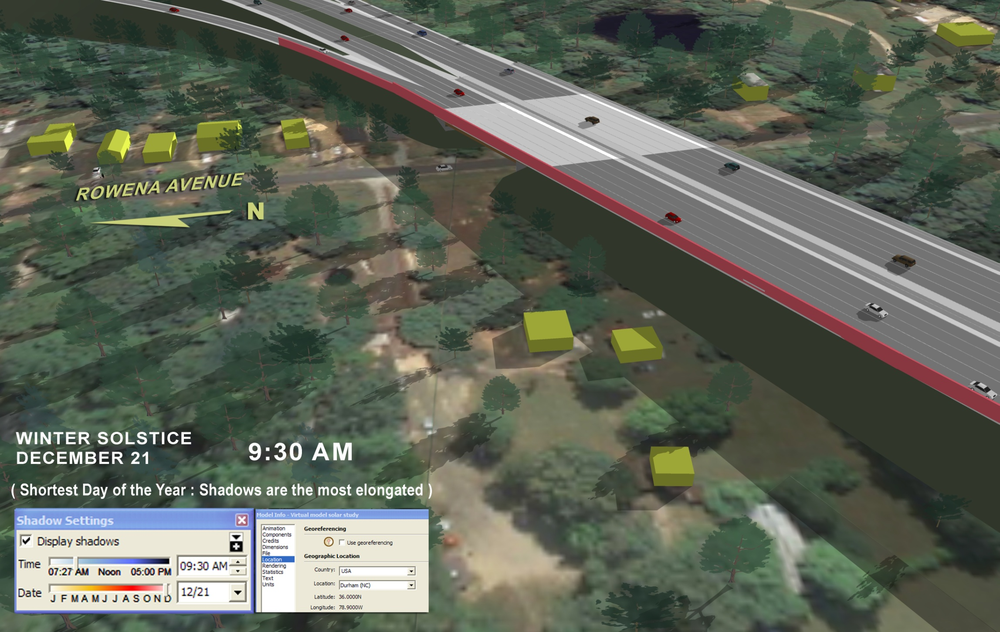 ROWENA AVENUE
N
WINTER SOLSTICE
DECEMBER 21
9:30 AM
( Shortest Day of the Year : Shadows are the most elongated )
Shadow Settings
Display shadows
Time
07:27 AM Noon 05:00 PM
09:30 AM
Date
J F M A M J J A S O N D
12/21
Model Info - Virtual model solar study
Animation
Components
Credits
Dimensions
File
Location
Rendering
Statistics
Text
Units
Georeferencing
Use georeferencing
Geographic Location
Country: USA
Location: Durham (NC)
Latitude: 36.0000N
Longitude: 78.9000W